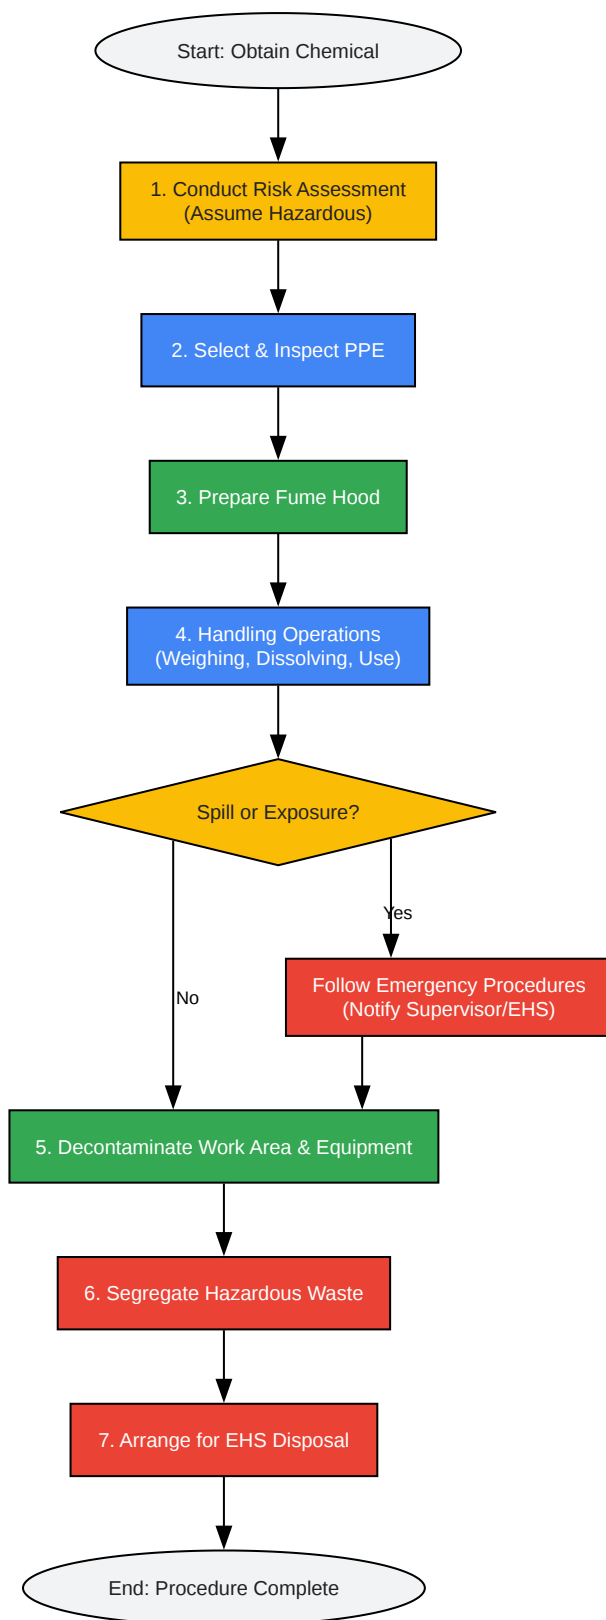 Start: Obtain Chemical
1. Conduct Risk Assessment
(Assume Hazardous)
2. Select & Inspect PPE
3. Prepare Fume Hood
4. Handling Operations
(Weighing, Dissolving, Use)
Spill or Exposure?
Yes
Follow Emergency Procedures
(Notify Supervisor/EHS)
No
5. Decontaminate Work Area & Equipment
6. Segregate Hazardous Waste
7. Arrange for EHS Disposal
End: Procedure Complete